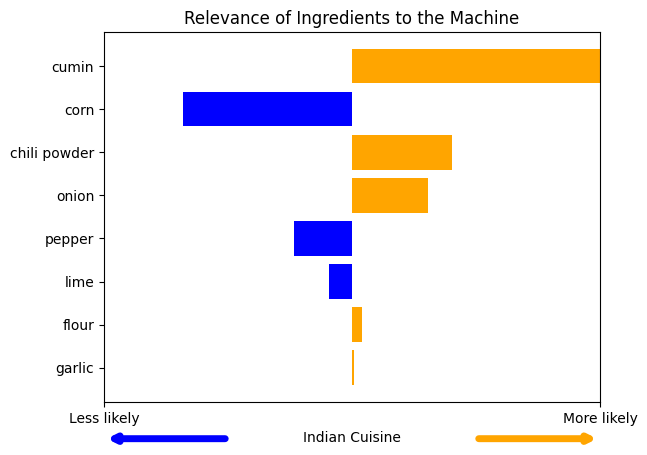 Relevance of Ingredients to the Machine
cumin
corn
chili powder
onion
pepper
lime
flour
garlic
Less likely
More likely
Indian Cuisine